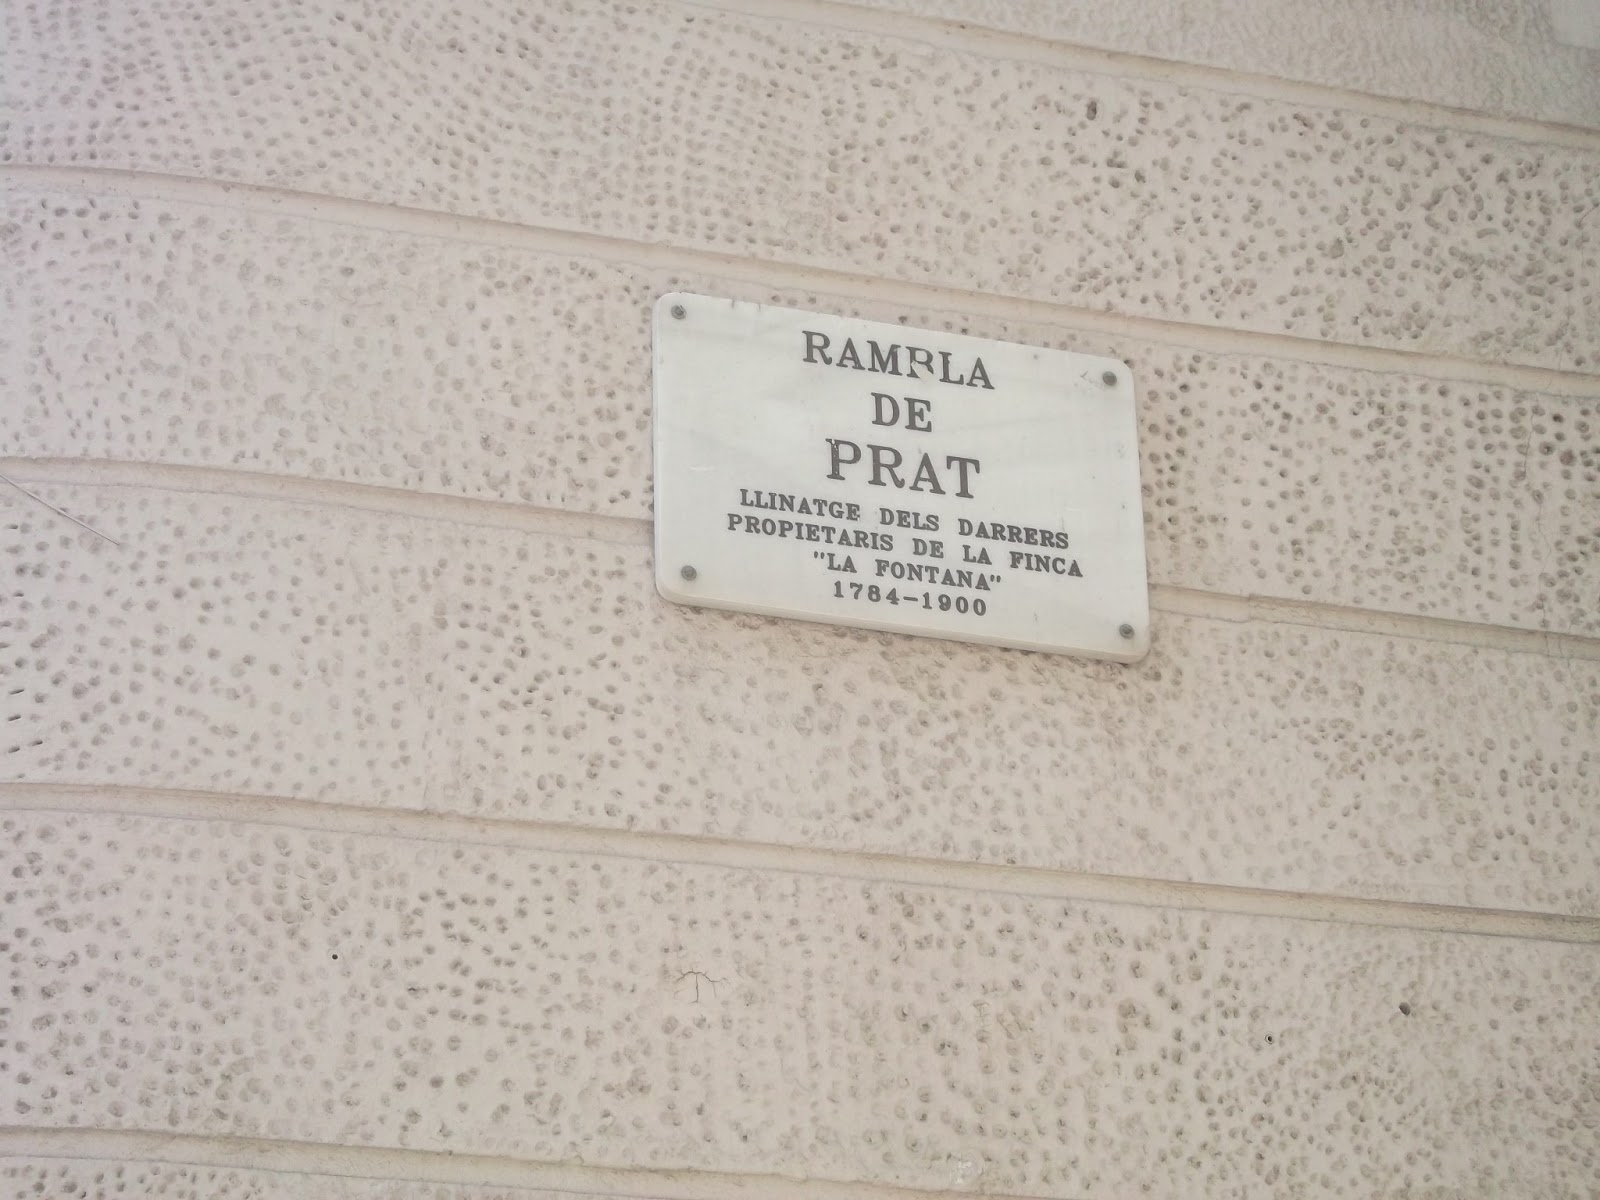 RAMBLA
DE
PRAT
LLINATGE DELS DARRERS
PROPIETARIS DE LA FINCA
"LA FONTANA"
1784-1900